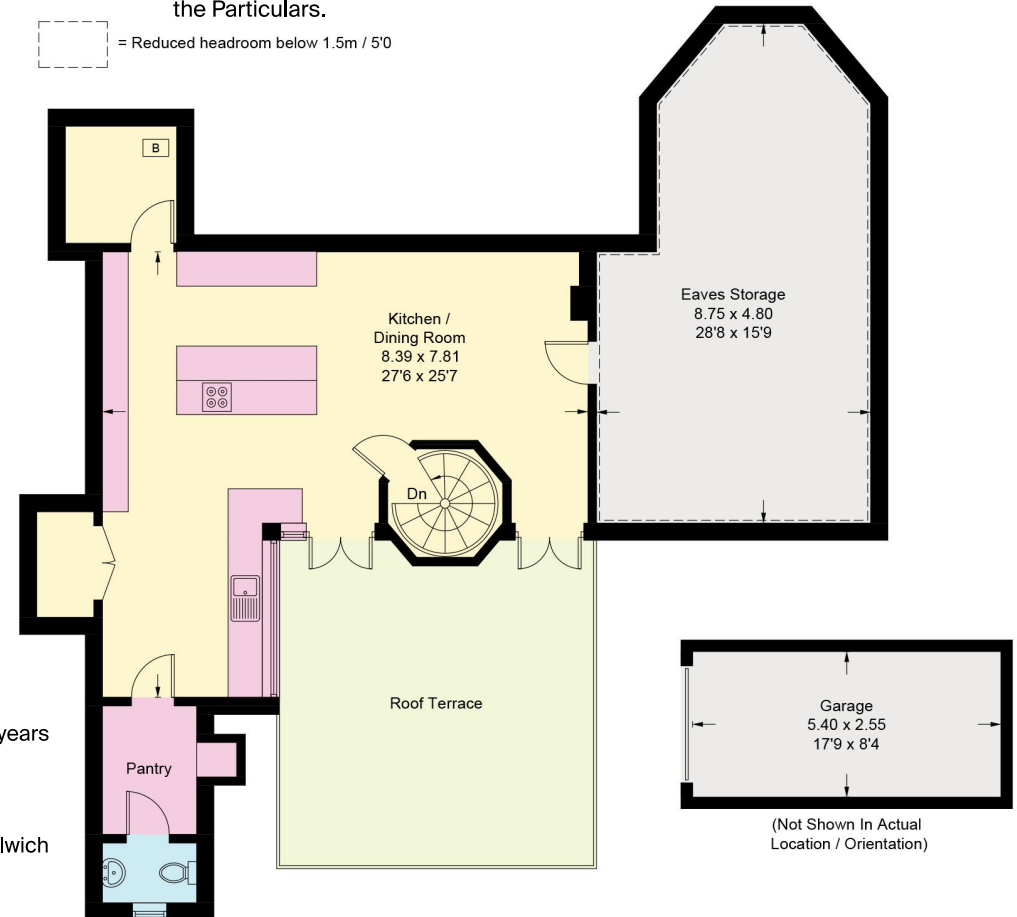 the Particulars.
= Reduced headroom below 1.5m / 5'0
B
Kitchen /
Dining Room
8.39 x 7.81
27'6 x 25'7
Eaves Storage
8.75 x 4.80
28'8 x 15'9
Dn
Roof Terrace
years
Pantry
lwich
Garage
5.40 x 2.55
17'9 x 8'4
(Not Shown In Actual
Location / Orientation)